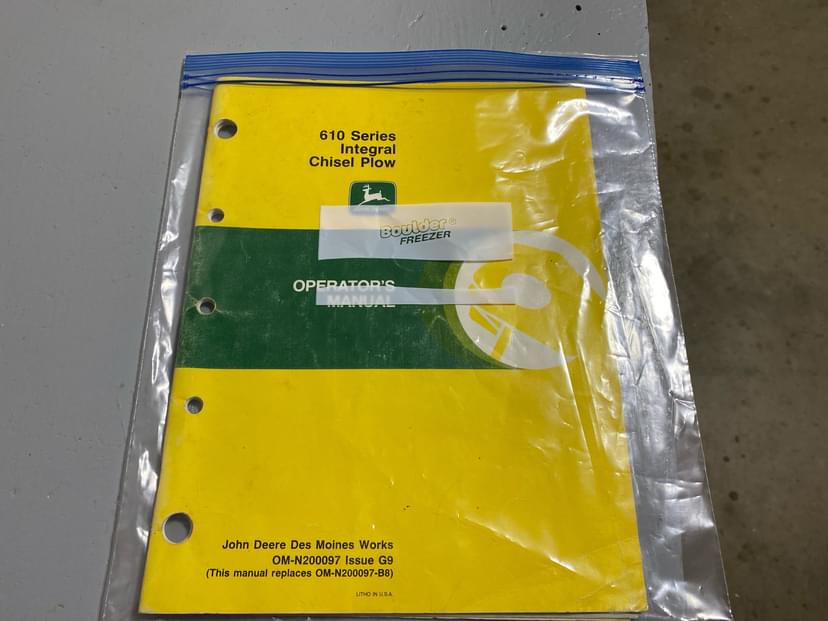 610 Series
Integral
Chisel Plow
Boulder®
FREEZER
OPERATOR'S
MANUAL
John Deere Des Moines Works
OM-N200097 Issue G9
(This manual replaces OM-N200097-B8)
LITHO IN U.S.A.